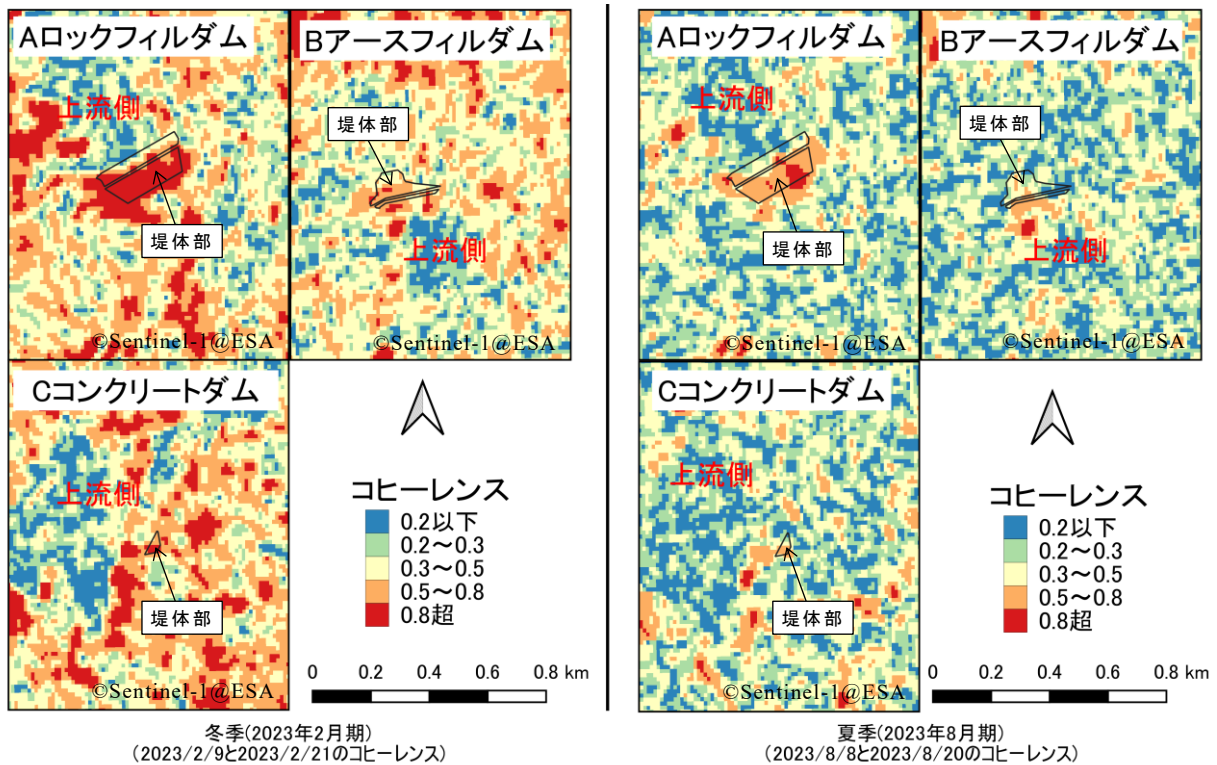 Aロックフィルダム
上流側
堤体部
©Sentinel-1@ESA
Bアースフィルダム
堤体部
上流側
©Sentinel-1@ESA
Cコンクリートダム
上流側
堤体部
©Sentinel-1@ESA
コヒーレンス
0.2以下
0.2～0.3
0.3～0.5
0.5～0.8
0.8超
0 0.2 0.4 0.6 0.8 km
冬季(2023年2月期)
(2023/2/9と2023/2/21のコヒーレンス)
Aロックフィルダム
上流側
堤体部
©Sentinel-1@ESA
Bアースフィルダム
堤体部
上流側
©Sentinel-1@ESA
Cコンクリートダム
上流側
堤体部
©Sentinel-1@ESA
コヒーレンス
0.2以下
0.2～0.3
0.3～0.5
0.5～0.8
0.8超
0 0.2 0.4 0.6 0.8 km
夏季(2023年8月期)
(2023/8/8と2023/8/20のコヒーレンス)